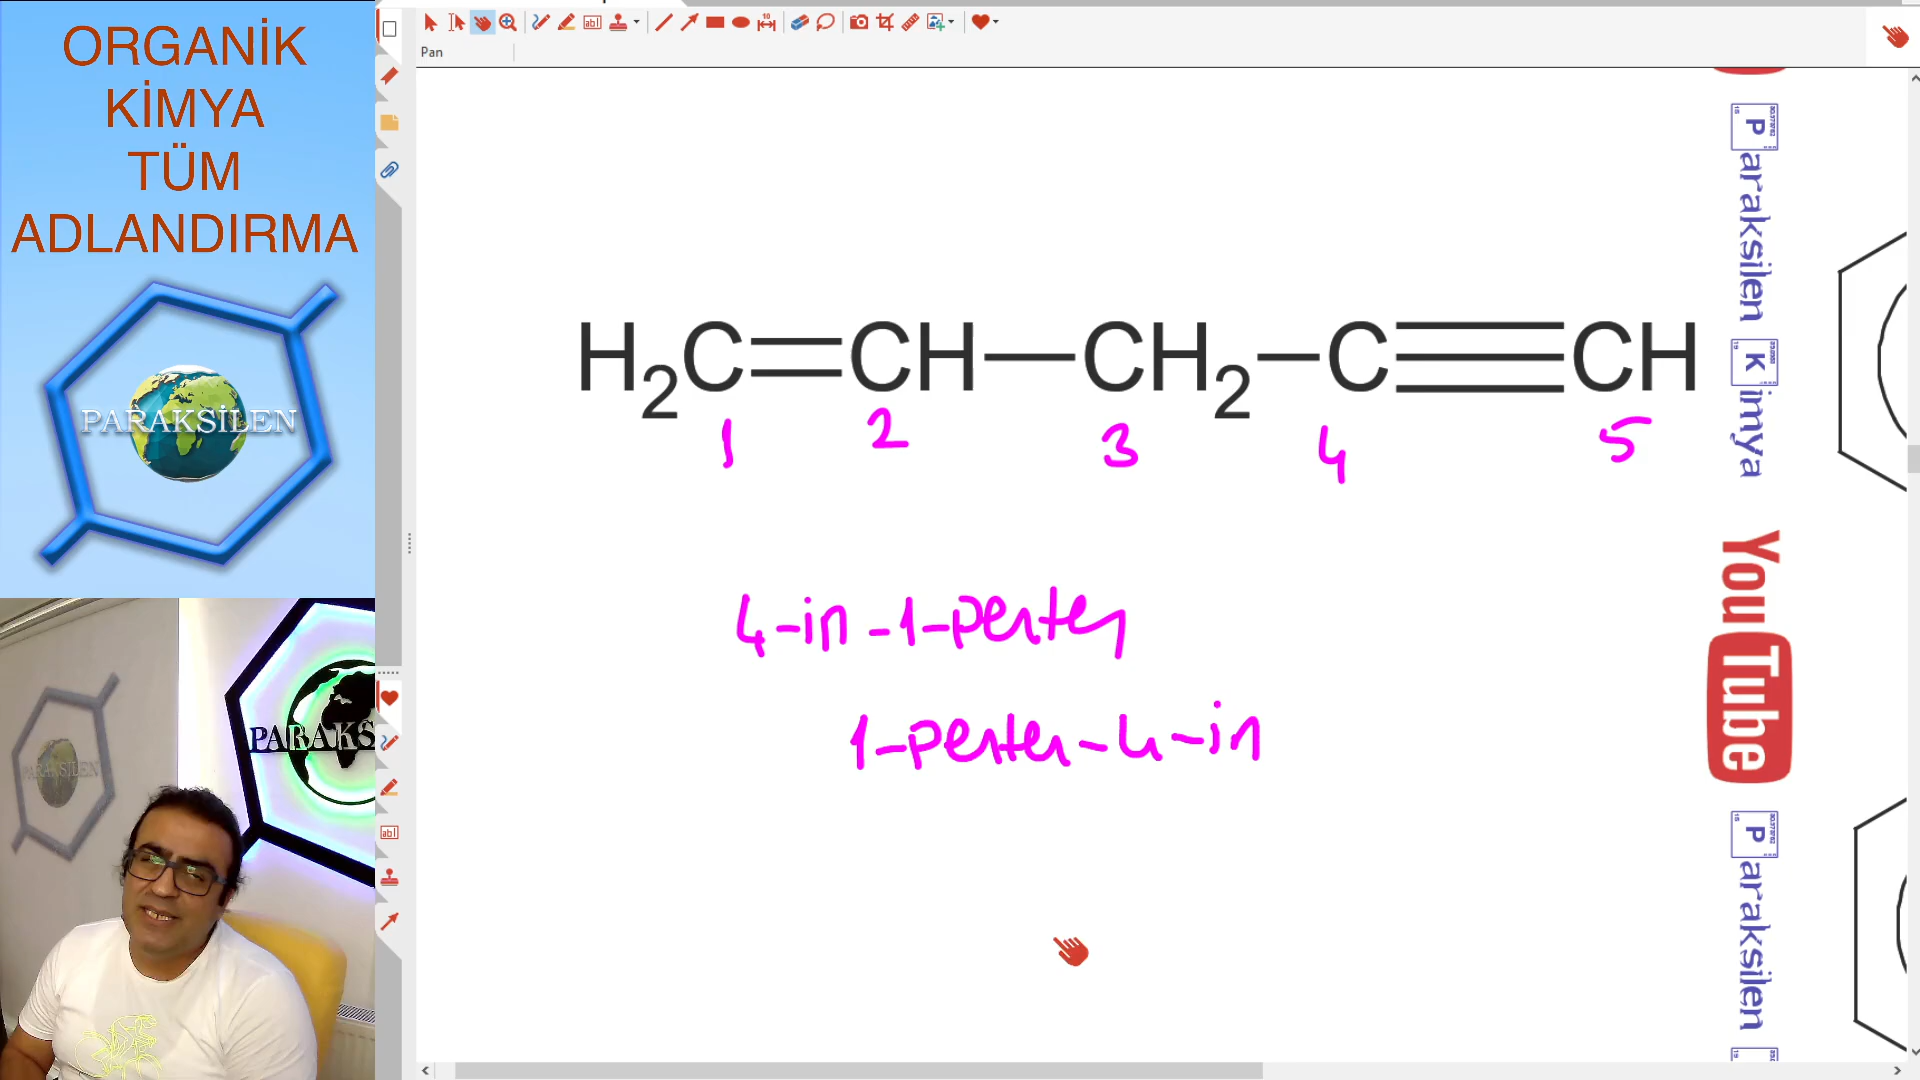 ORGANİK
KİMYA
TÜM
ADLANDIRMA
PARAKSİLEN
PARAKS
Pan
H₂C=CH—CH₂—C≡CH
1 2 3 4 5
4-in-1-penten
1-penten-4-in
Paraksilen Kimya
YouTube
Paraksilen